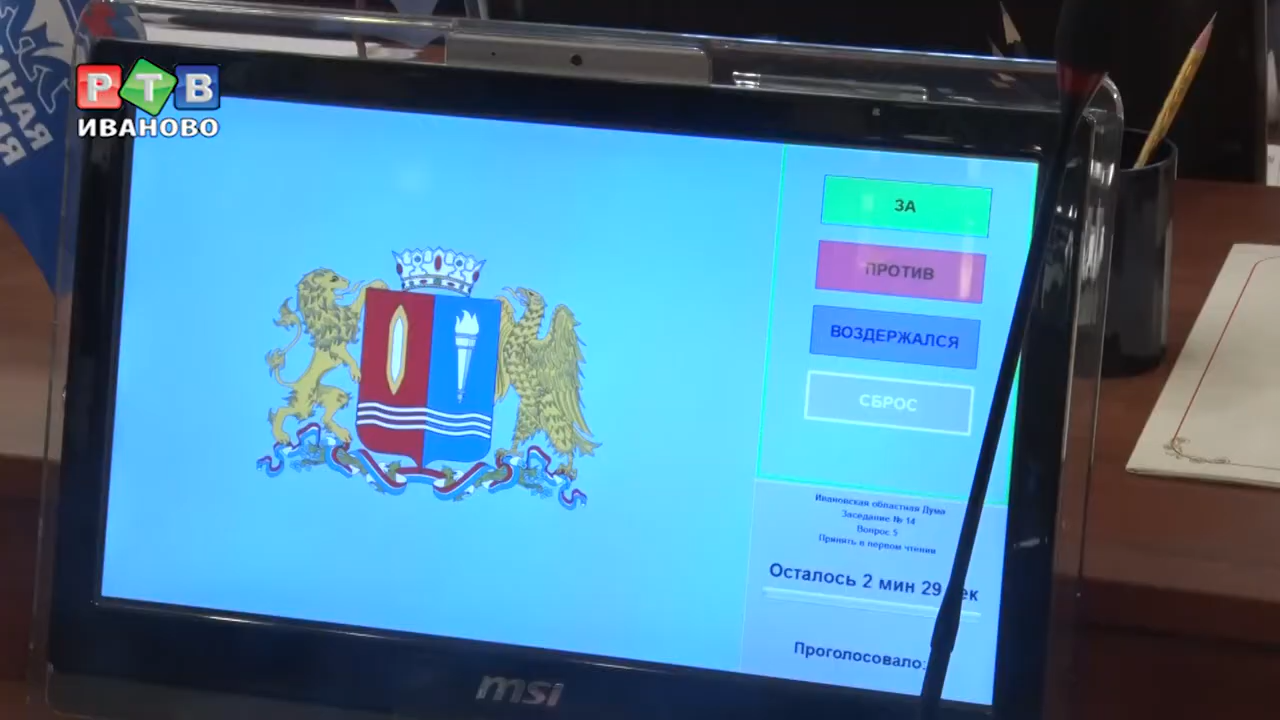 РТВ
ИВАНОВО
ЗА
ПРОТИВ
ВОЗДЕРЖАЛСЯ
СБРОС
Ивановская областная Дума
Заседание № 14
Вопрос 5
Принять в первом чтении
Осталось 2 мин 29
Проголосовало:
msi